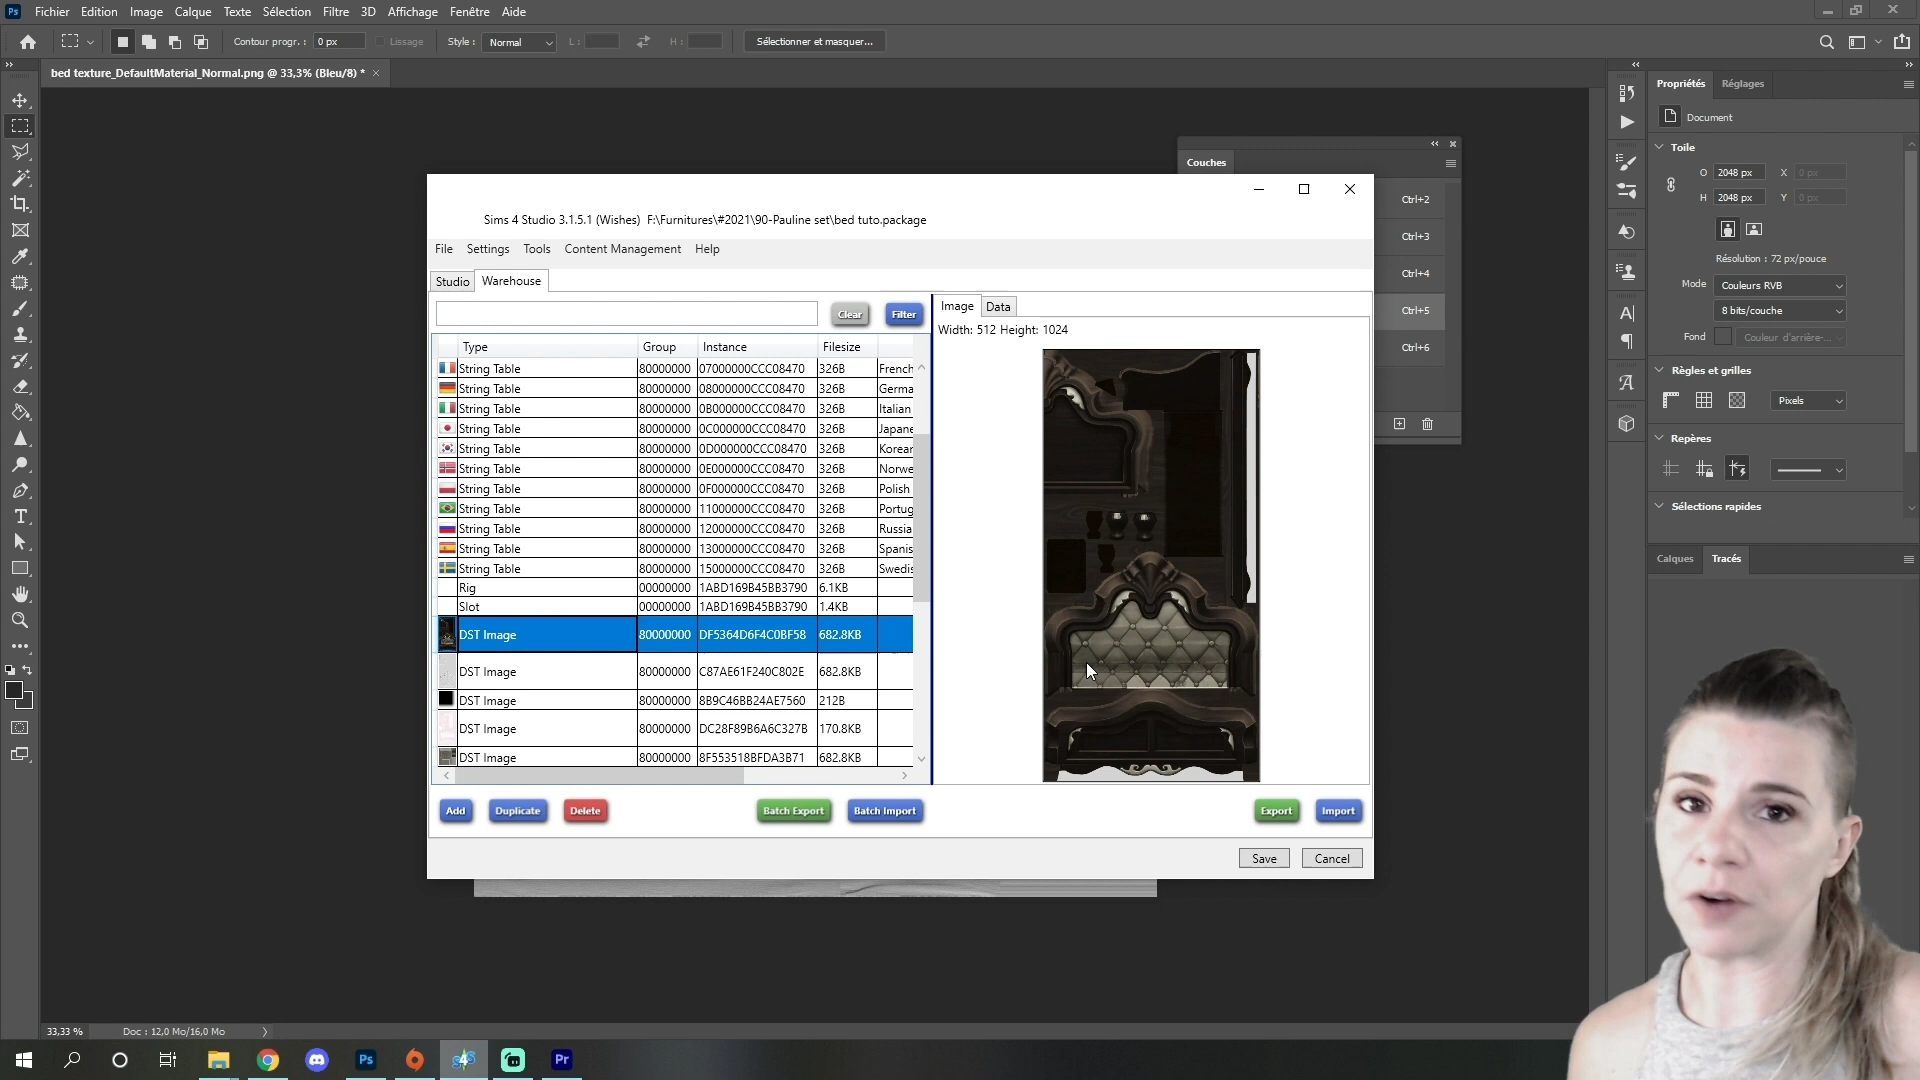 Ps Fichier Edition Image Calque Texte Sélection Filtre 3D Affichage Fenêtre Aide
Contour progr. : 0 px Lissage Style : Normal L : H : Sélectionner et masquer...
bed texture_DefaultMaterial_Normal.png @ 33,3% (Bleu/8) *
Propriétés Réglages
Document
Couches
Toile
O 2048 px X 0 px
H 2048 px Y 0 px
Résolution : 72 px/pouce
Mode Couleurs RVB
8 bits/couche
Fond Couleur d'arrière-...
Règles et grilles
Pixels
Repères
Sélections rapides
Calques Tracés
Ctrl+2
Ctrl+3
Ctrl+4
Ctrl+5
Ctrl+6
Sims 4 Studio 3.1.5.1 (Wishes) F:\Furnitures\#2021\90-Pauline set\bed tuto.package
File Settings Tools Content Management Help
Studio Warehouse
Clear Filter
Image Data
Width: 512 Height: 1024
Type Group Instance Filesize
String Table 80000000 07000000CCC08470 326B French
String Table 80000000 08000000CCC08470 326B Germa
String Table 80000000 0B000000CCC08470 326B Italian
String Table 80000000 0C000000CCC08470 326B Japane
String Table 80000000 0D000000CCC08470 326B Korean
String Table 80000000 0E000000CCC08470 326B Norwe
String Table 80000000 0F000000CCC08470 326B Polish
String Table 80000000 11000000CCC08470 326B Portug
String Table 80000000 12000000CCC08470 326B Russia
String Table 80000000 13000000CCC08470 326B Spanis
String Table 80000000 15000000CCC08470 326B Swedis
Rig 00000000 1ABD169B45BB3790 6.1KB
Slot 00000000 1ABD169B45BB3790 1.4KB
DST Image 80000000 DF5364D6F4C0BF58 682.8KB
DST Image 80000000 C87AE61F240C802E 682.8KB
DST Image 80000000 8B9C46BB24AE7560 212B
DST Image 80000000 DC28F89B6A6C327B 170.8KB
DST Image 80000000 8F553518BFDA3B71 682.8KB
Add Duplicate Delete Batch Export Batch Import Export Import
Save Cancel
33,33 % Doc : 12,0 Mo/16,0 Mo
Ps Pr